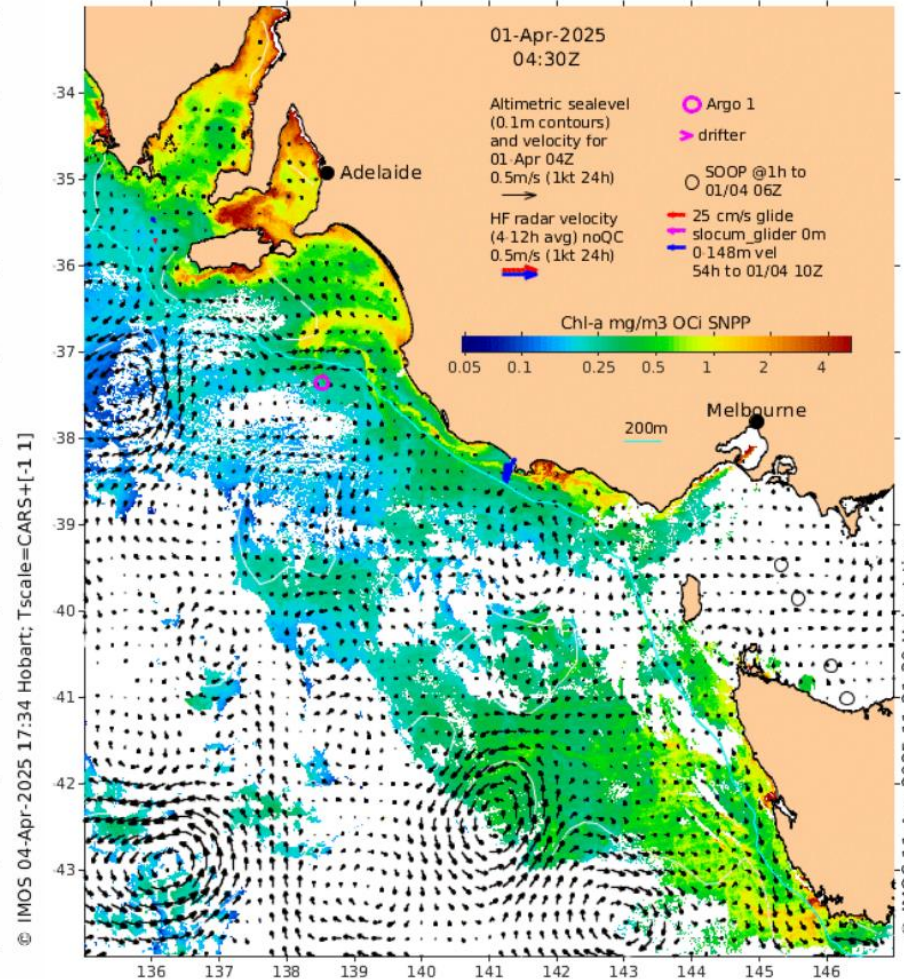 01-Apr-2025
04:30Z
Altimetric sealevel
(0.1m contours)
and velocity for
01-Apr 04Z
0.5m/s (1kt 24h)
HF radar velocity
(4-12h avg) noQC
0.5m/s (1kt 24h)
Argo 1
drifter
SOOP @1h to
01/04 06Z
25 cm/s glide
slocum_glider 0m
0-148m vel
54h to 01/04 10Z
Chl-a mg/m3 OCi SNPP
0.05 0.1 0.25 0.5 1 2 4
Adelaide
Melbourne
200m
-34
-35
-36
-37
-38
-39
-40
-41
-42
-43
136 137 138 139 140 141 142 143 144 145 146
© IMOS 04-Apr-2025 17:34 Hobart; Tscale=CARS+[-1 1]